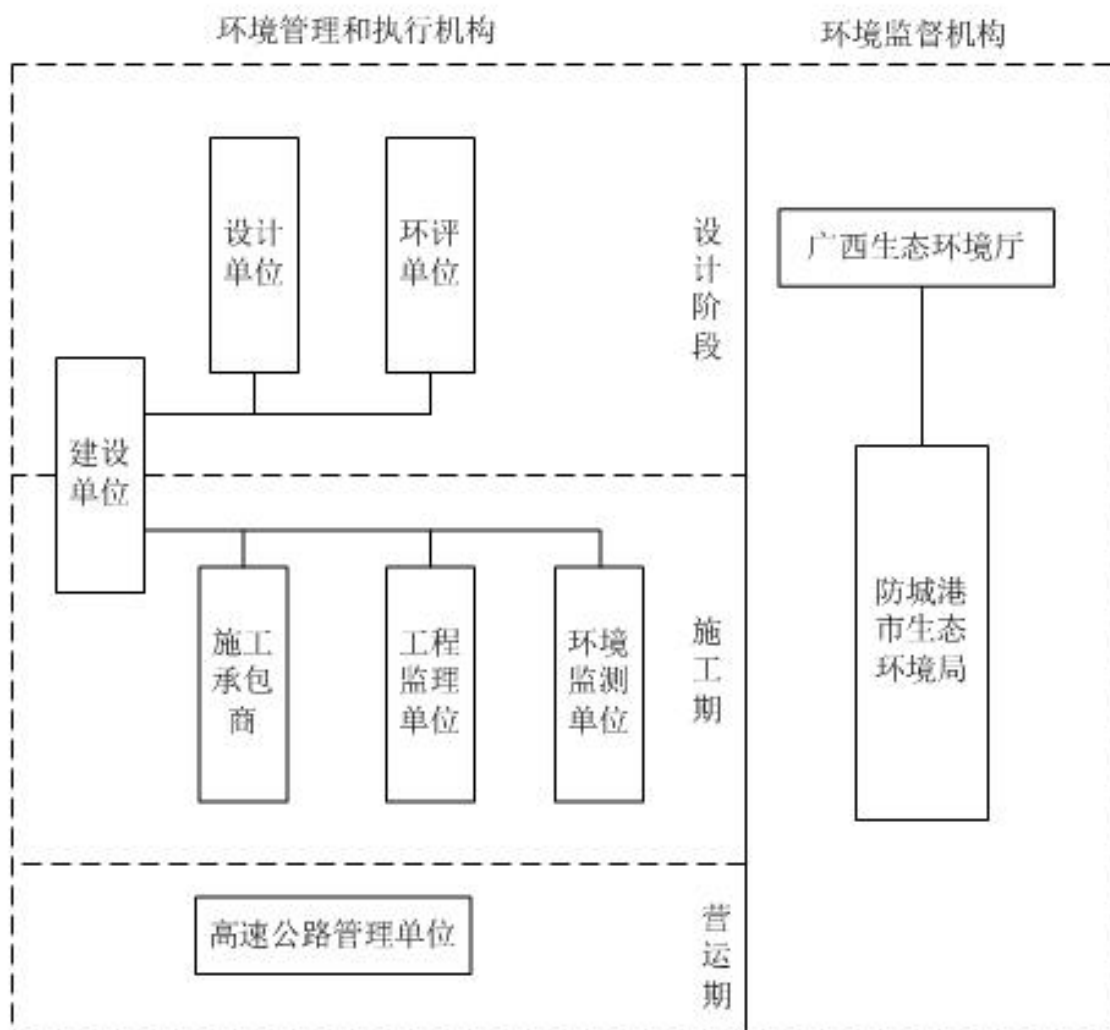 环境管理和执行机构
环境监督机构
设计
单位
环评
单位
设
计
阶
段
广西生态环境厅
建设
单位
施工
承包
商
工程
监理
单位
环境
监测
单位
施
工
期
防城港
市生态
环境局
高速公路管理单位
营
运
期